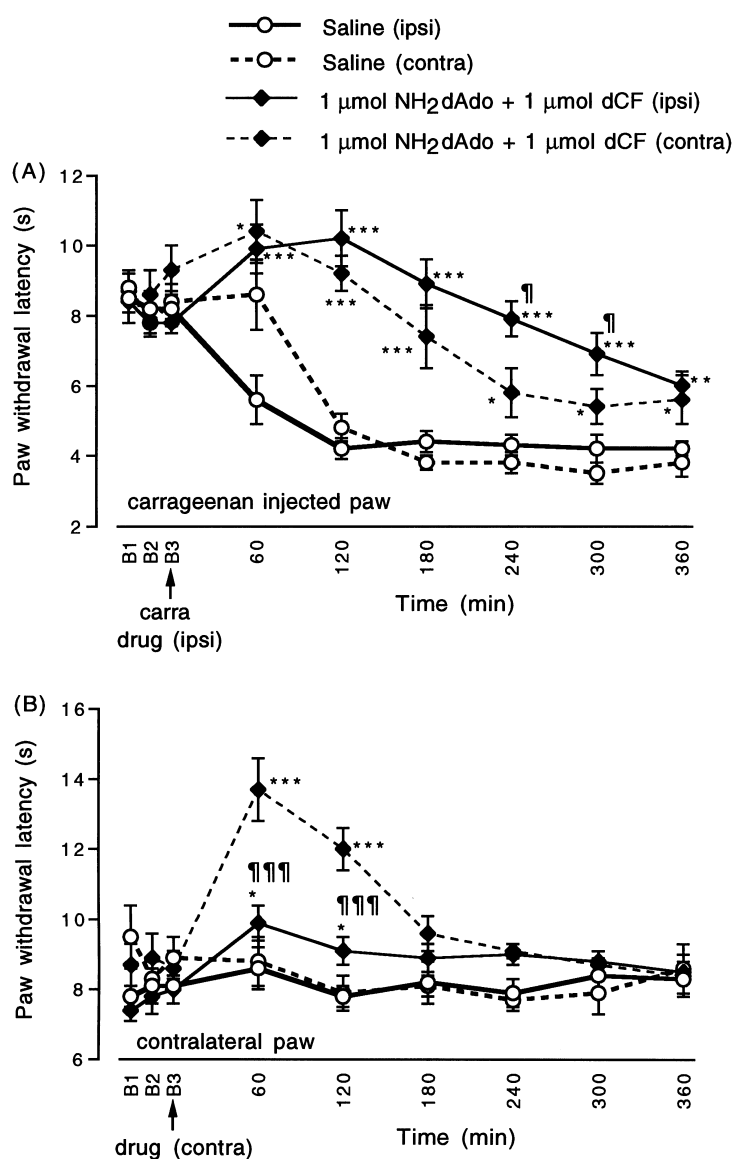 Saline (ipsi)
Saline (contra)
1 μmol NH2dAdo + 1 μmol dCF (ipsi)
1 μmol NH2dAdo + 1 μmol dCF (contra)
(A)
Paw withdrawal latency (s)
12
10
8
6
4
2
*
***
***
***
***
***
¶
***
*
¶
***
*
**
*
carrageenan injected paw
B1 B2 B3 60 120 180 240 300 360
carra
drug (ipsi)
Time (min)
(B)
Paw withdrawal latency (s)
16
14
12
10
8
6
***
***
¶¶¶
*
¶¶¶
*
contralateral paw
B1 B2 B3 60 120 180 240 300 360
drug (contra)
Time (min)